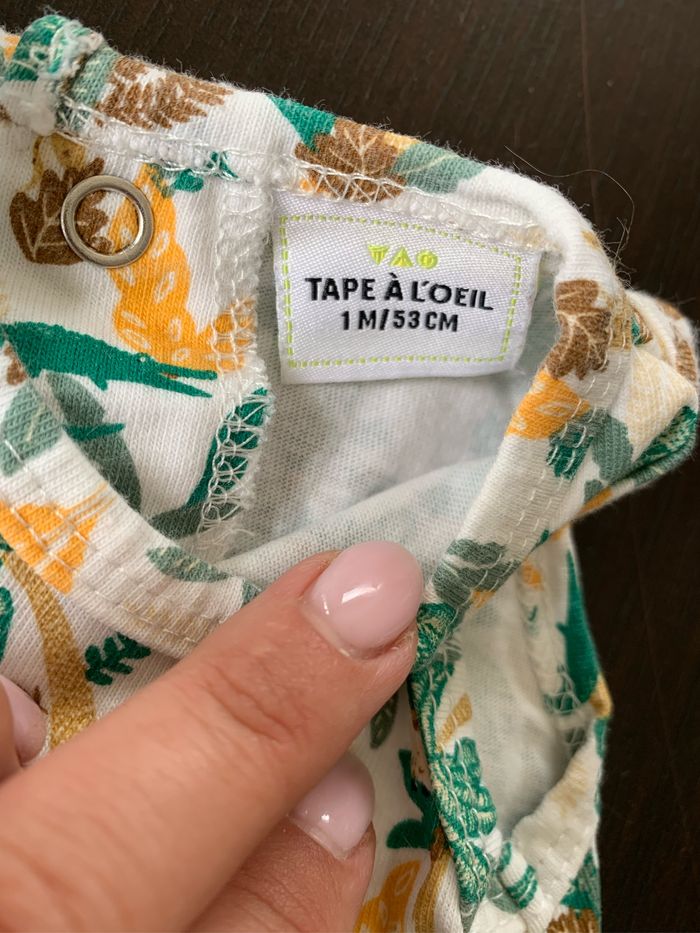 TAO
TAPE À L'OEIL
1 M/53 CM